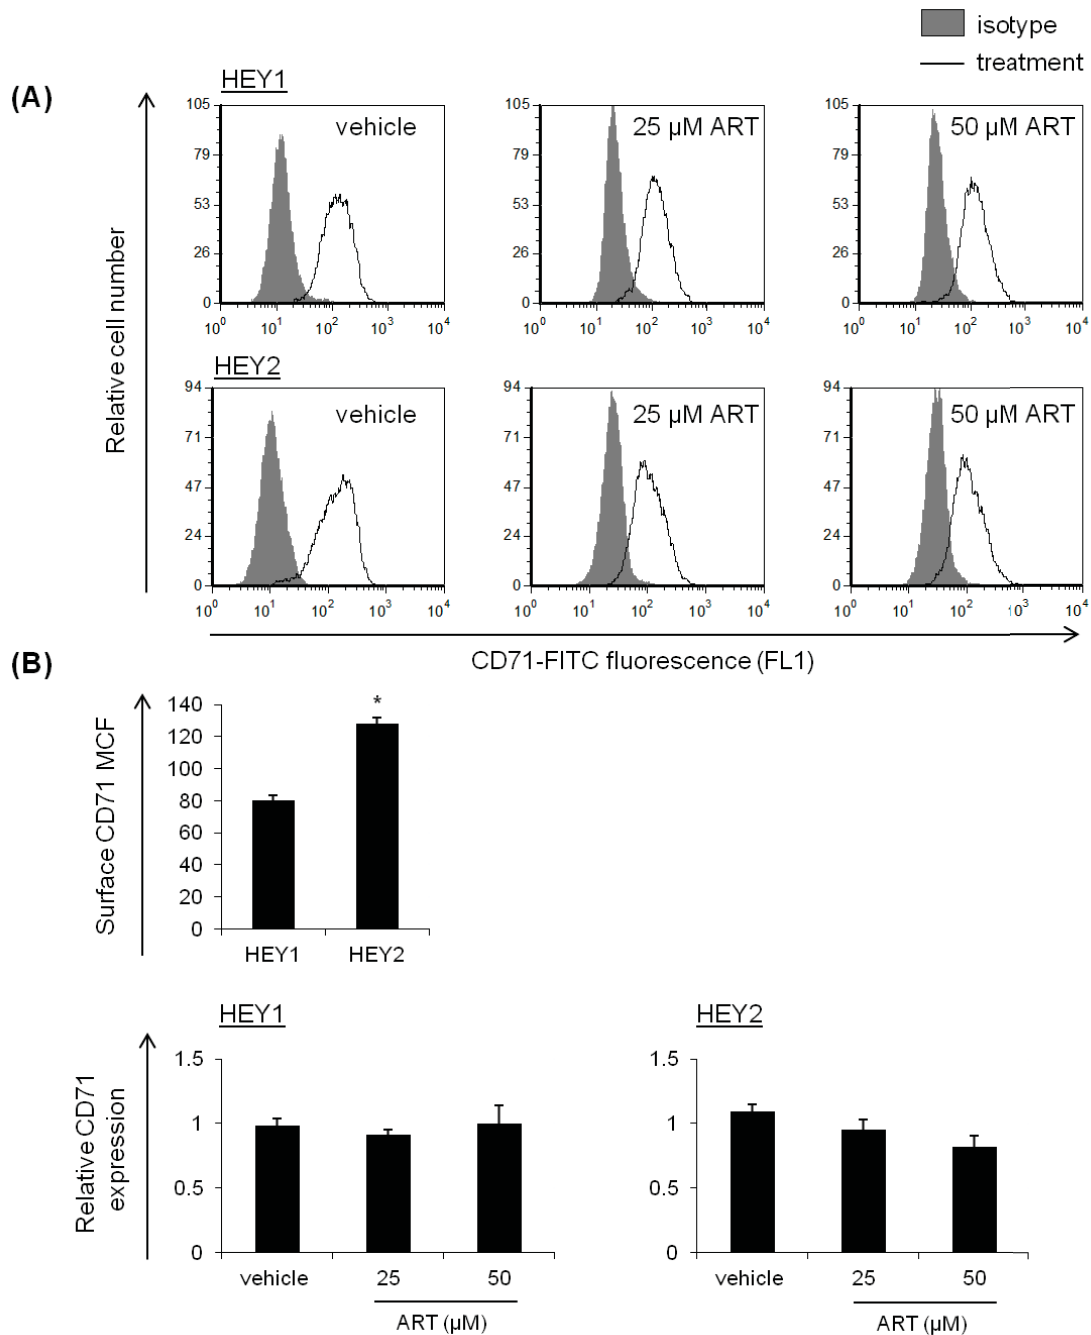 isotype
treatment
(A)
HEY1
Relative cell number
105
79
53
26
0
vehicle
10^0 10^1 10^2 10^3 10^4
105
79
53
26
0
25 µM ART
10^0 10^1 10^2 10^3 10^4
105
79
53
26
0
50 µM ART
10^0 10^1 10^2 10^3 10^4
HEY2
94
71
47
24
0
vehicle
10^0 10^1 10^2 10^3 10^4
94
71
47
24
0
25 µM ART
10^0 10^1 10^2 10^3 10^4
94
71
47
24
0
50 µM ART
10^0 10^1 10^2 10^3 10^4
CD71-FITC fluorescence (FL1)
(B)
Surface CD71 MCF
140
120
100
80
60
40
20
0
*
HEY1 HEY2
Relative CD71
expression
HEY1
1.5
1
0.5
0
vehicle 25 50
ART (µM)
HEY2
1.5
1
0.5
0
vehicle 25 50
ART (µM)